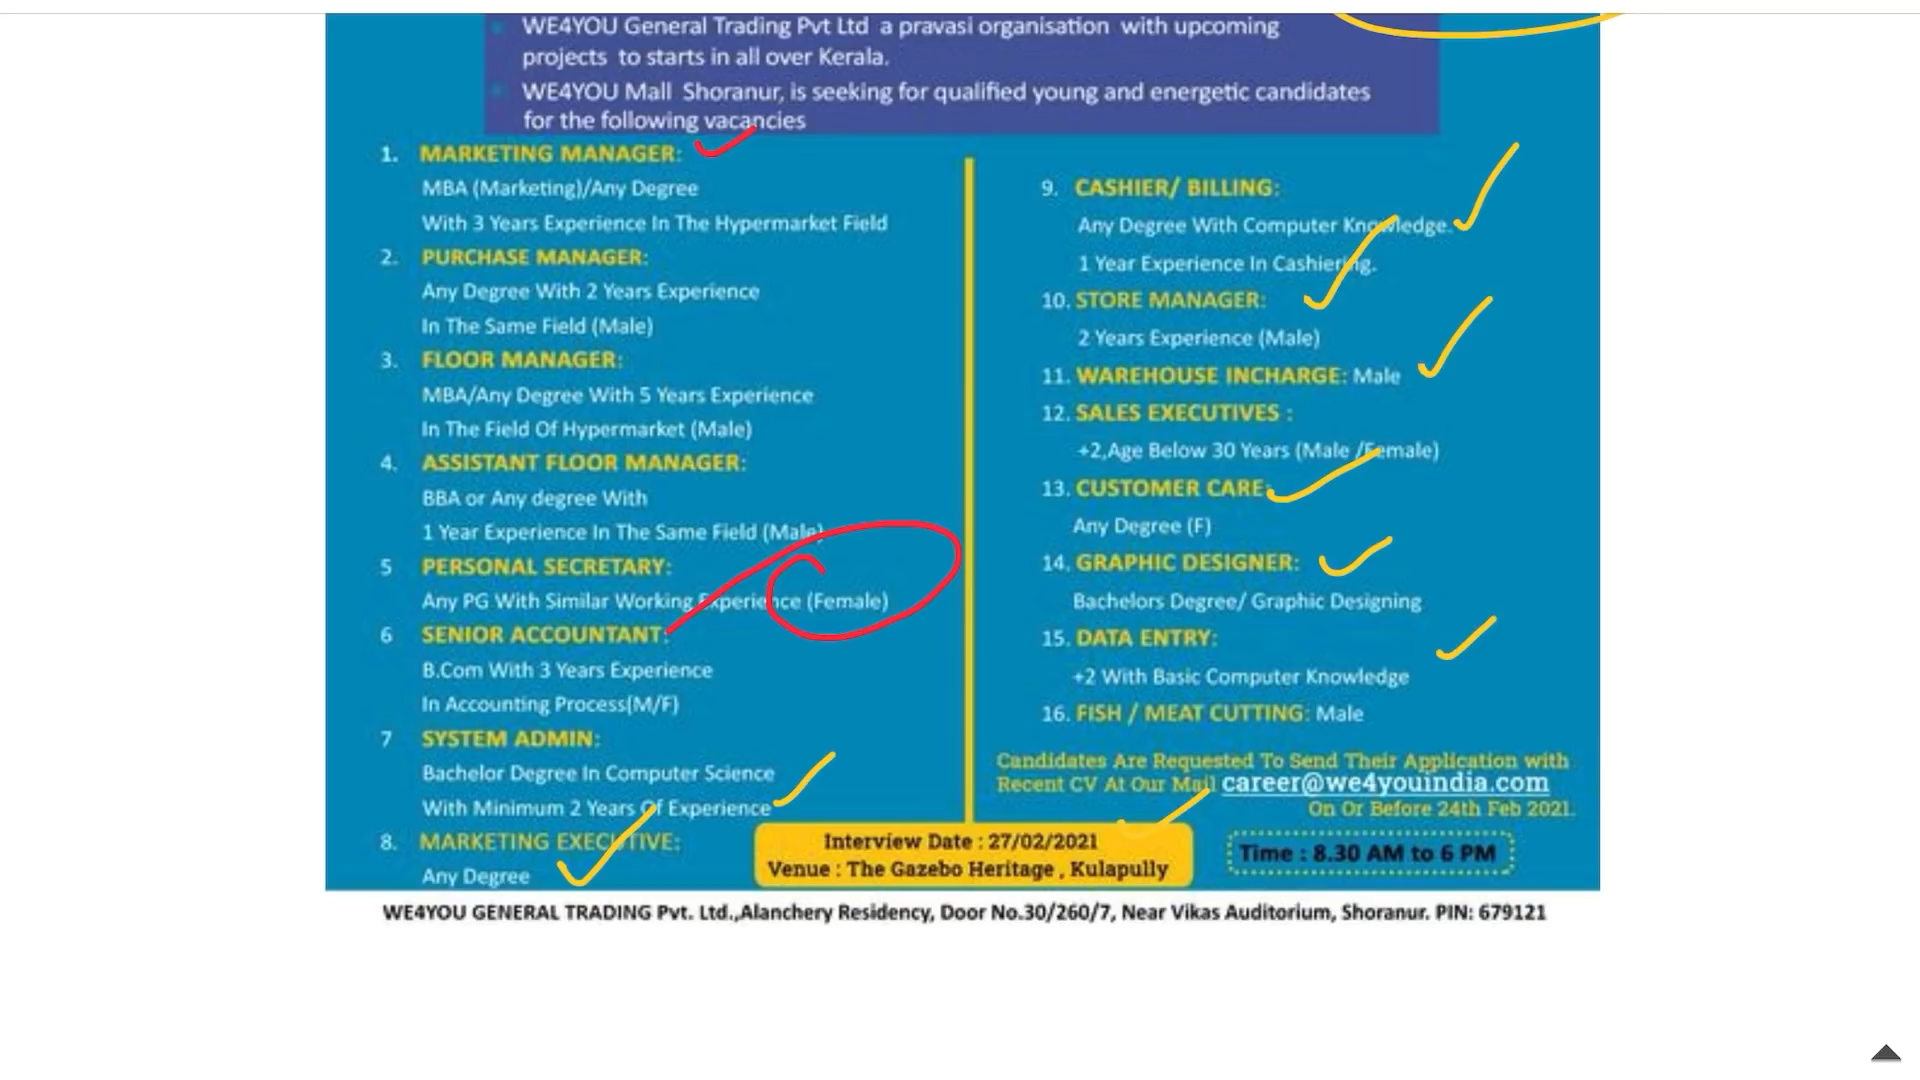 WE4YOU General Trading Pvt Ltd a pravasi organisation with upcoming
projects to starts in all over Kerala.
WE4YOU Mall Shoranur, is seeking for qualified young and energetic candidates
for the following vacancies
1. MARKETING MANAGER:
MBA (Marketing)/Any Degree
With 3 Years Experience In The Hypermarket Field
2. PURCHASE MANAGER:
Any Degree With 2 Years Experience
In The Same Field (Male)
3. FLOOR MANAGER:
MBA/Any Degree With 5 Years Experience
In The Field Of Hypermarket (Male)
4. ASSISTANT FLOOR MANAGER:
BBA or Any degree With
1 Year Experience In The Same Field (Male)
5 PERSONAL SECRETARY:
Any PG With Similar Working Experience (Female)
6 SENIOR ACCOUNTANT:
B.Com With 3 Years Experience
In Accounting Process(M/F)
7 SYSTEM ADMIN:
Bachelor Degree In Computer Science
With Minimum 2 Years Of Experience
8. MARKETING EXECUTIVE:
Any Degree
9. CASHIER/ BILLING:
Any Degree With Computer Knowledge.
1 Year Experience In Cashiering.
10. STORE MANAGER:
2 Years Experience (Male)
11. WAREHOUSE INCHARGE: Male
12. SALES EXECUTIVES :
+2,Age Below 30 Years (Male /Female)
13. CUSTOMER CARE:
Any Degree (F)
14. GRAPHIC DESIGNER:
Bachelors Degree/ Graphic Designing
15. DATA ENTRY:
+2 With Basic Computer Knowledge
16. FISH / MEAT CUTTING: Male
Candidates Are Requested To Send Their Application with
Recent CV At Our Mail career@we4youindia.com
On Or Before 24th Feb 2021.
Interview Date : 27/02/2021
Venue : The Gazebo Heritage , Kulapully
Time : 8.30 AM to 6 PM
WE4YOU GENERAL TRADING Pvt. Ltd.,Alanchery Residency, Door No.30/260/7, Near Vikas Auditorium, Shoranur. PIN: 679121